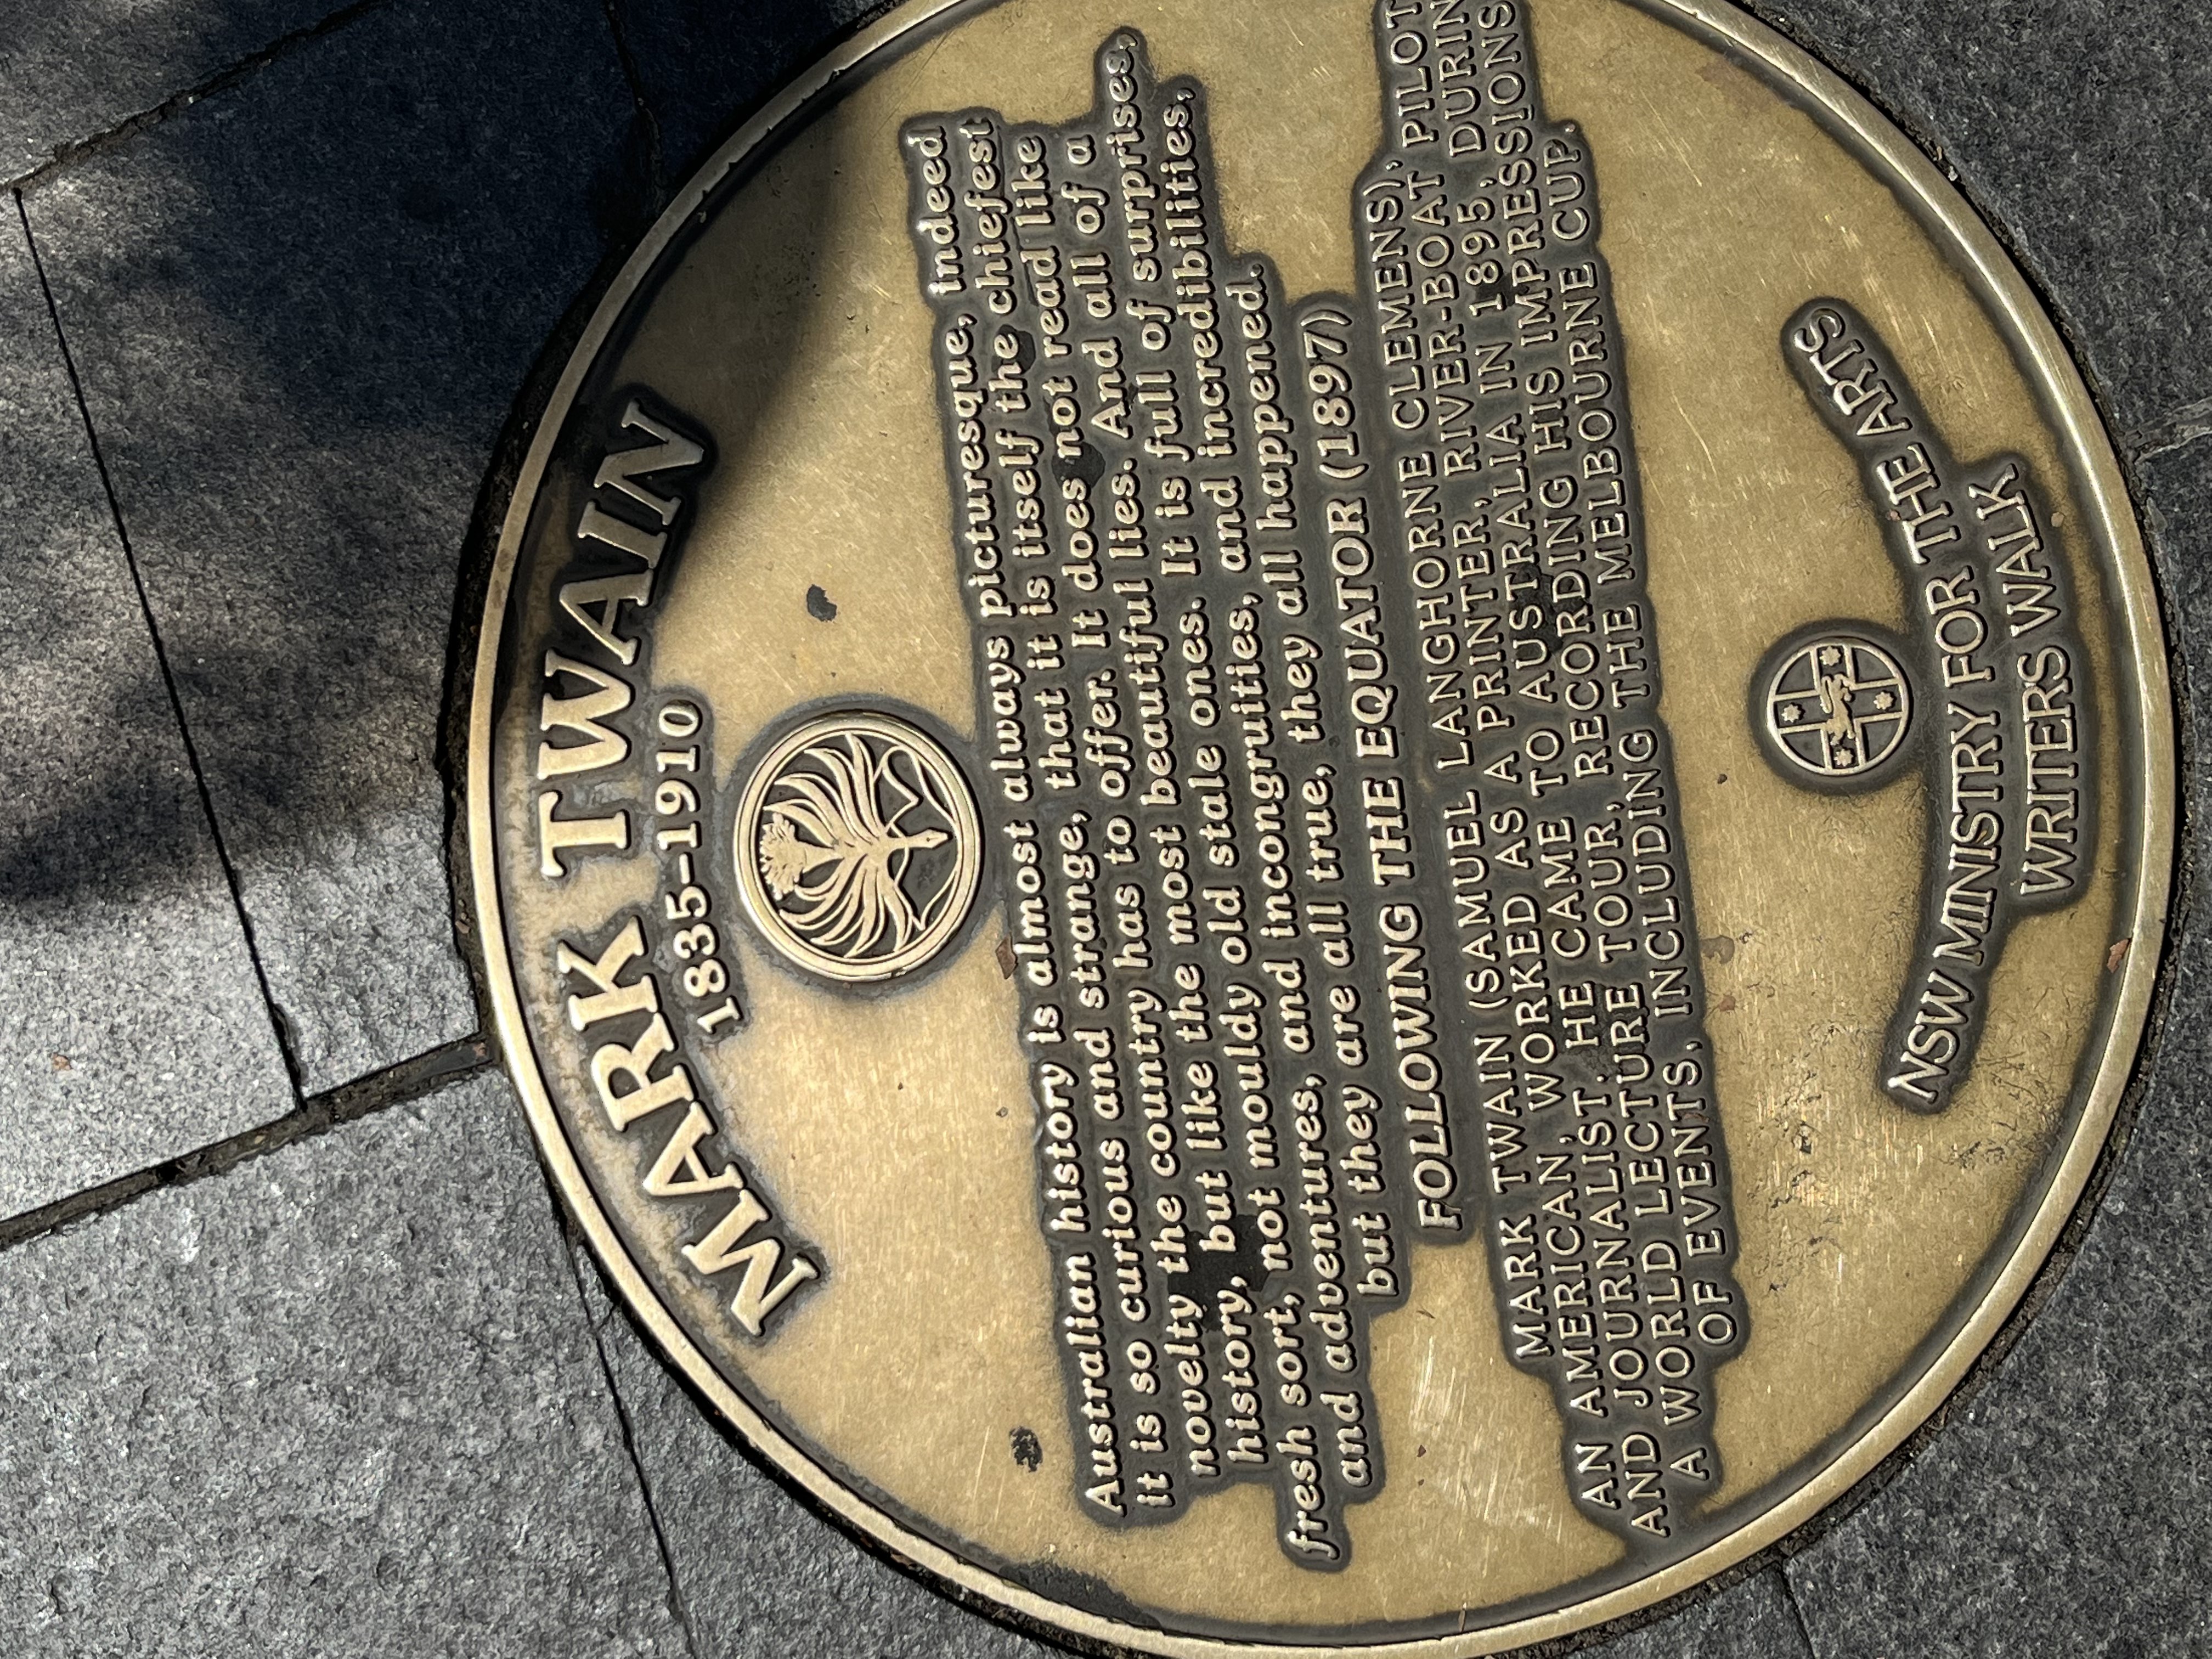 MARK TWAIN
1835-1910
Australian history is almost always picturesque, indeed
it is so curious and strange, that it is itself the chiefest
novelty the country has to offer. It does not read like
history, but like the most beautiful lies. And all of a
fresh sort, not mouldy old stale ones. It is full of surprises,
and adventures, and incongruities, and incredibilities,
but they are all true, they all happened.
FOLLOWING THE EQUATOR (1897)
MARK TWAIN (SAMUEL LANGHORNE CLEMENS),
AN AMERICAN, WORKED AS A PRINTER, RIVER-BOAT PILOT
AND JOURNALIST. HE CAME TO AUSTRALIA IN 1895, DURIN
A WORLD LECTURE TOUR, RECORDING HIS IMPRESSIONS
OF EVENTS, INCLUDING THE MELBOURNE CUP.
NSW MINISTRY FOR THE ARTS
WRITERS WALK